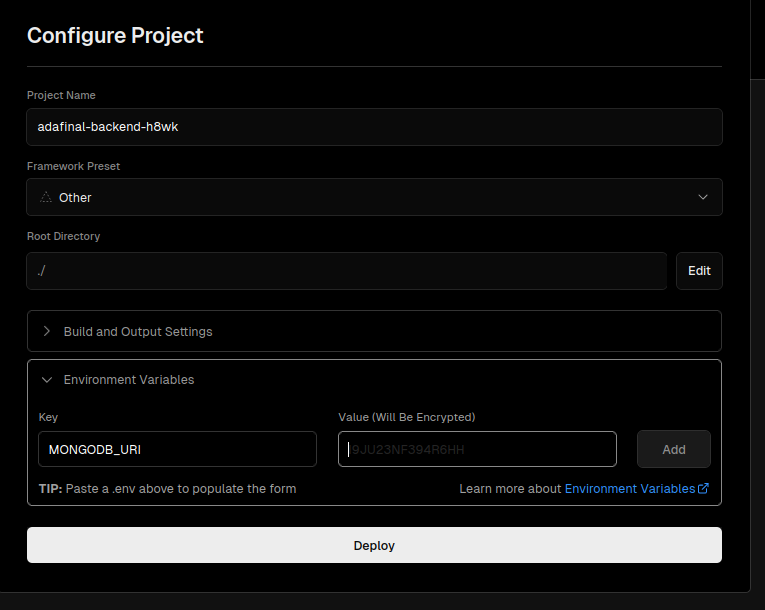 Configure Project
Project Name
adafinal-backend-h8wk
Framework Preset
Other
Root Directory
./
Edit
Build and Output Settings
Environment Variables
Key
Value (Will Be Encrypted)
MONGODB_URI
I9JU23NF394R6HH
Add
TIP: Paste a .env above to populate the form
Learn more about Environment Variables
Deploy